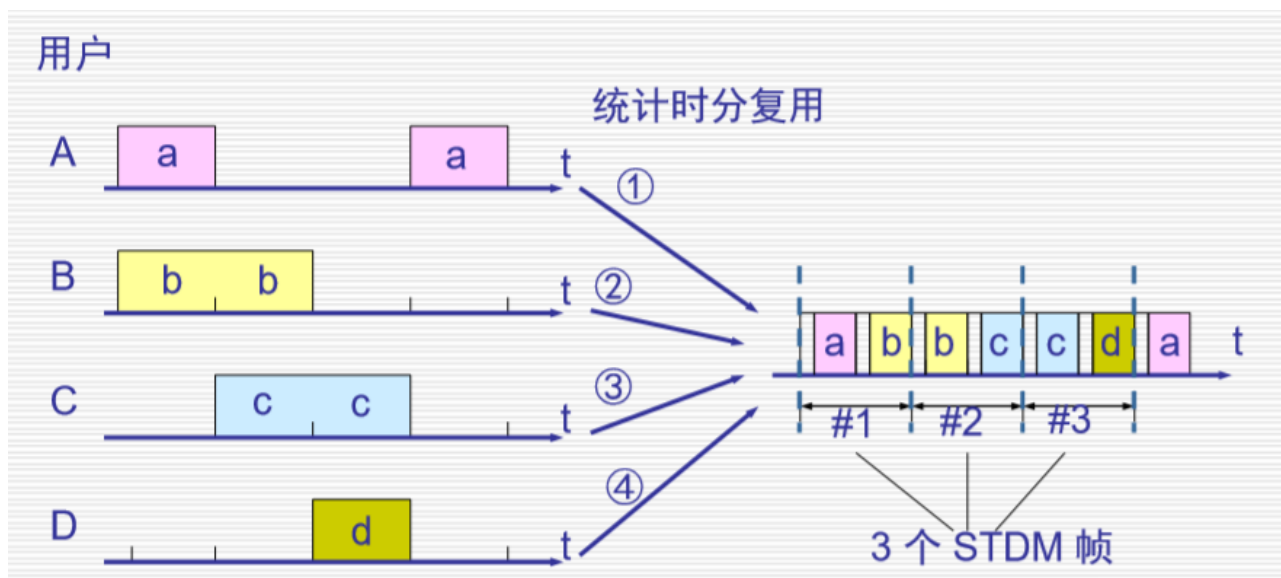 用户
统计时分复用
A a a t
①
B b b t
②
a b b c c d a t
C c c t
③
#1 #2 #3
④
D d t
3 个 STDM 帧